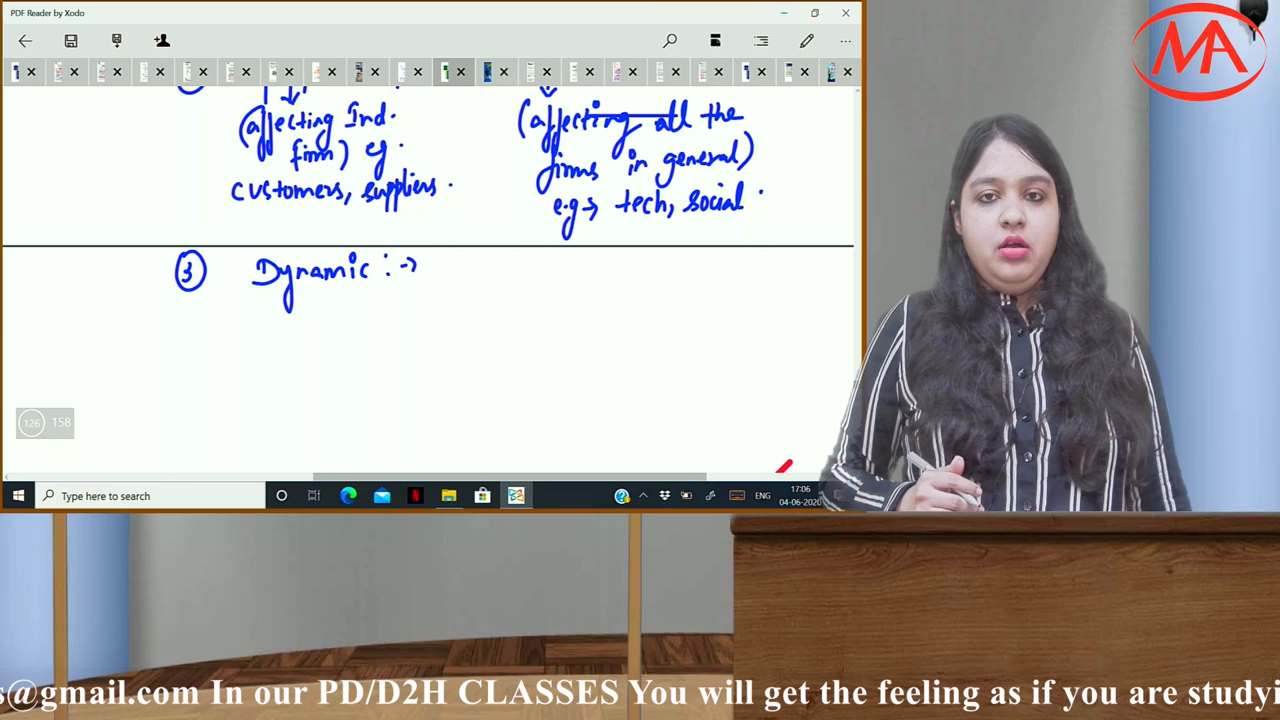 PDF Reader by Xodo
(affecting Ind.
firm) eg.
customers, suppliers.
(affecting all the
firms in general)
e.g → tech, social.
③ Dynamic :→
126 158
Type here to search
ENG
17:06
04-06-2020
MA
s@gmail.com In our PD/D2H CLASSES You will get the feeling as if you are studyi